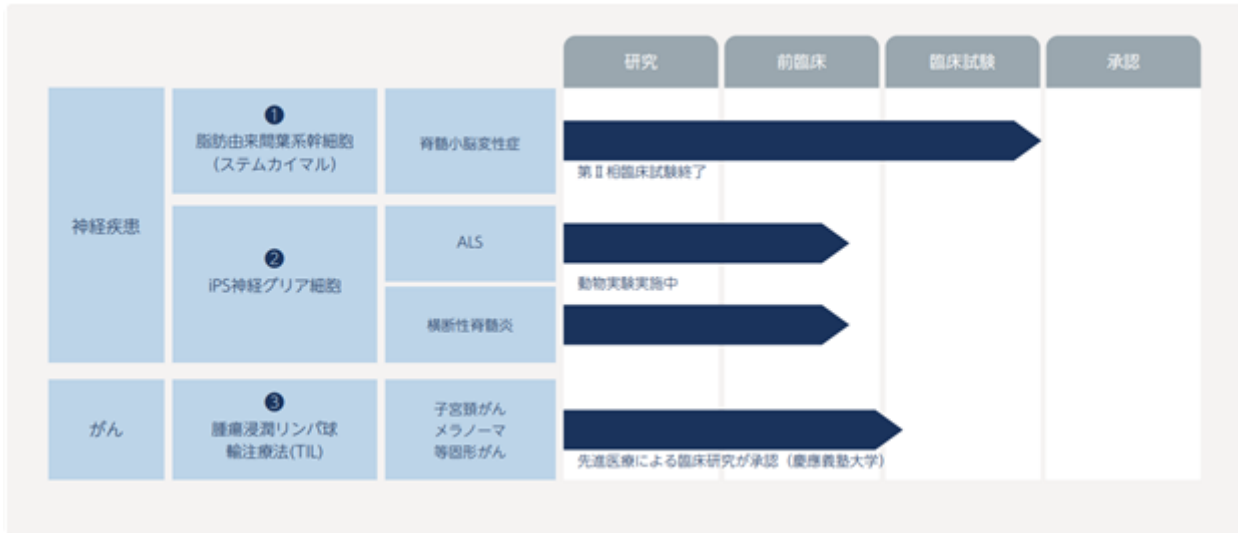 研究
前臨床
臨床試験
承認
神経疾患
❶
脂肪由来間葉系幹細胞
(ステムカイマル)
脊髄小脳変性症
第Ⅱ相臨床試験終了
❷
iPS神経グリア細胞
ALS
動物実験実施中
横断性脊髄炎
がん
❸
腫瘍浸潤リンパ球
輸注療法(TIL)
子宮頸がん
メラノーマ
等固形がん
先進医療による臨床研究が承認（慶應義塾大学）